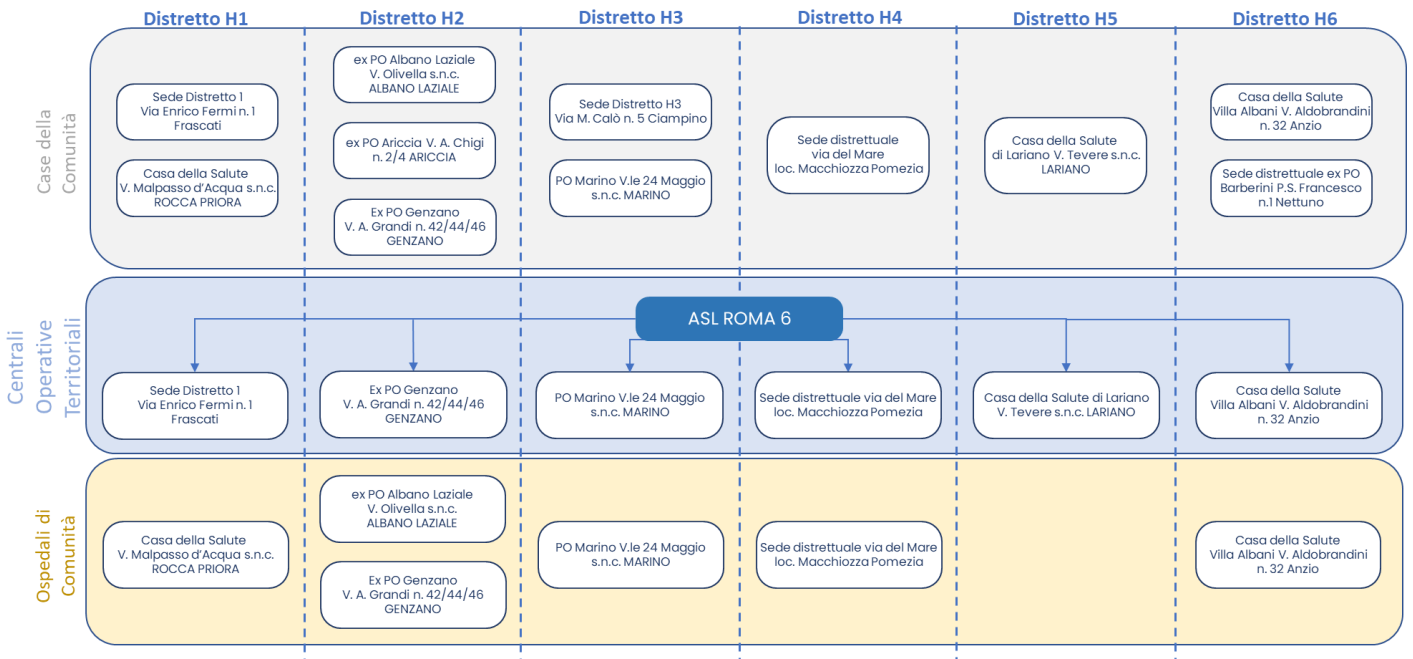 Distretto H1
Distretto H2
Distretto H3
Distretto H4
Distretto H5
Distretto H6
Case della
Comunità
Sede Distretto 1
Via Enrico Fermi n. 1
Frascati
Casa della Salute
V. Malpasso d'Acqua s.n.c.
ROCCA PRIORA
ex PO Albano Laziale
V. Olivella s.n.c.
ALBANO LAZIALE
ex PO Ariccia V. A. Chigi
n. 2/4 ARICCIA
Ex PO Genzano
V. A. Grandi n. 42/44/46
GENZANO
Sede Distretto H3
Via M. Calò n. 5 Ciampino
PO Marino V.le 24 Maggio
s.n.c. MARINO
Sede distrettuale
via del Mare
loc. Macchiozza Pomezia
Casa della Salute
di Lariano V. Tevere s.n.c.
LARIANO
Casa della Salute
Villa Albani V. Aldobrandini
n. 32 Anzio
Sede distrettuale ex PO
Barberini P.S. Francesco
n.1 Nettuno
Centrali
Operative
Territoriali
ASL ROMA 6
Sede Distretto 1
Via Enrico Fermi n. 1
Frascati
Ex PO Genzano
V. A. Grandi n. 42/44/46
GENZANO
PO Marino V.le 24 Maggio
s.n.c. MARINO
Sede distrettuale via del Mare
loc. Macchiozza Pomezia
Casa della Salute di Lariano
V. Tevere s.n.c. LARIANO
Casa della Salute
Villa Albani V. Aldobrandini
n. 32 Anzio
Ospedali di
Comunità
Casa della Salute
V. Malpasso d'Acqua s.n.c.
ROCCA PRIORA
ex PO Albano Laziale
V. Olivella s.n.c.
ALBANO LAZIALE
Ex PO Genzano
V. A. Grandi n. 42/44/46
GENZANO
PO Marino V.le 24 Maggio
s.n.c. MARINO
Sede distrettuale via del Mare
loc. Macchiozza Pomezia
Casa della Salute
Villa Albani V. Aldobrandini
n. 32 Anzio